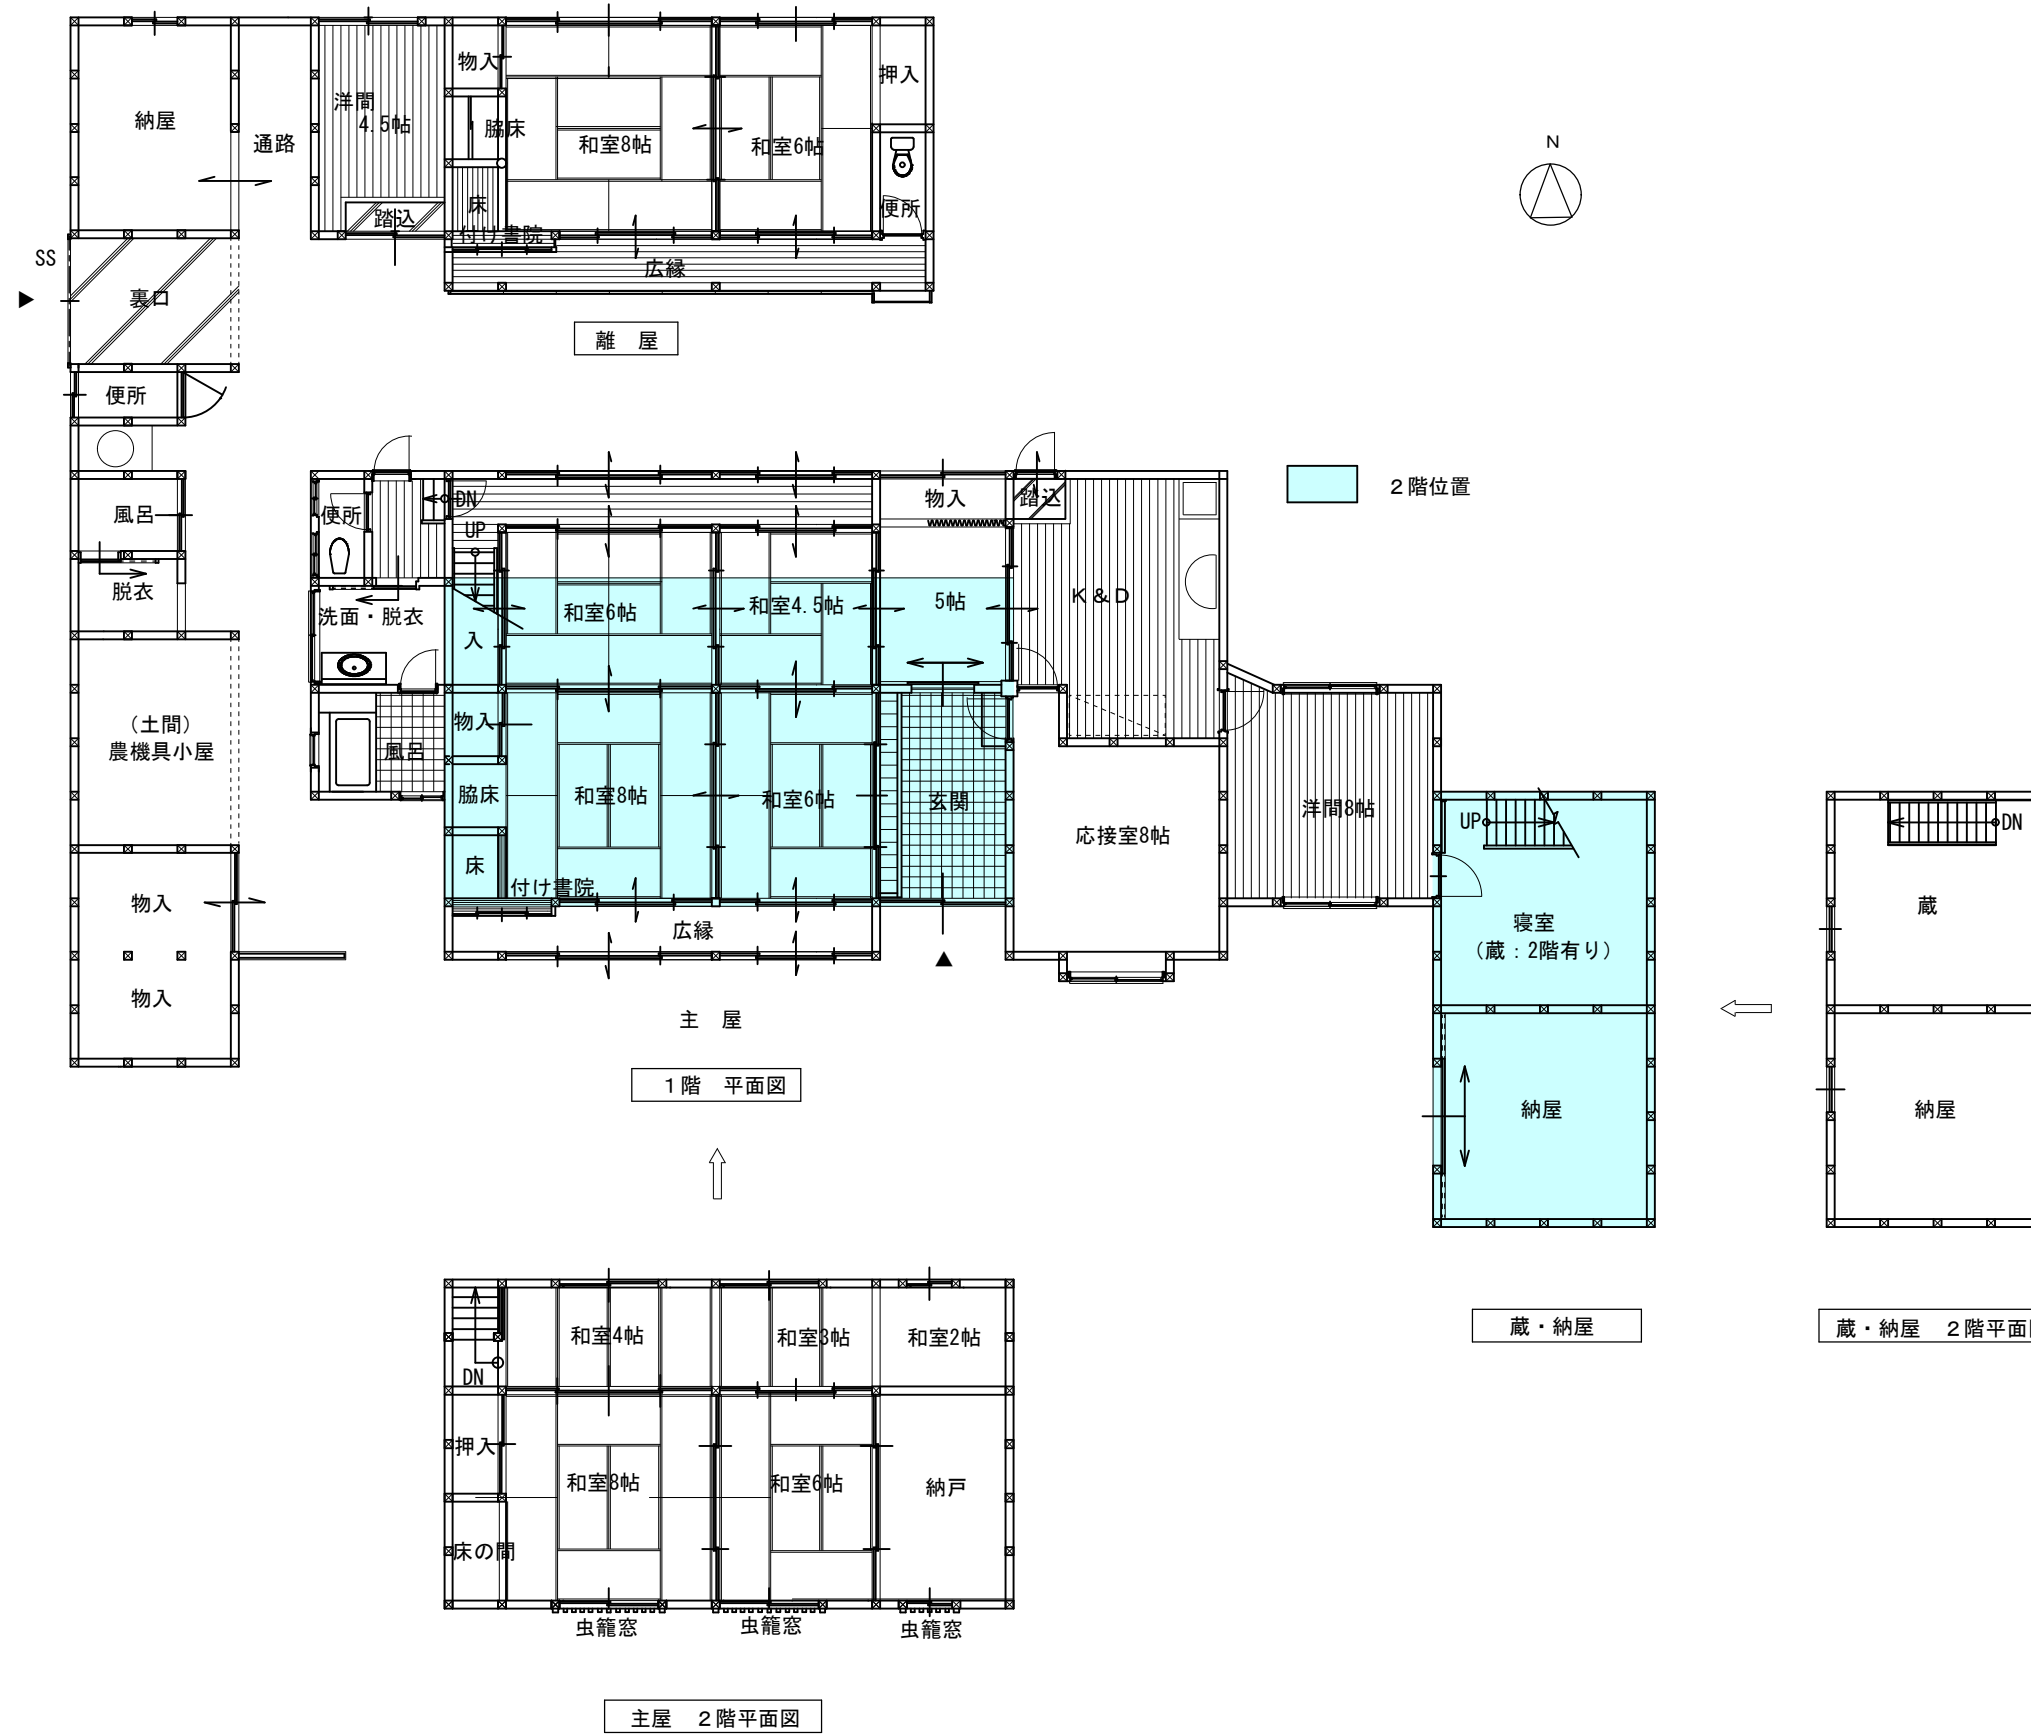 納屋
通路
洋間
4.5帖
踏込
物入
脇床
床
付け書院
和室8帖
和室6帖
押入
便所
広縁
離　屋
SS
裏口
便所
風呂
脱衣
（土間）
農機具小屋
物入
物入
N
２階位置
便所
DN
UP
洗面・脱衣
風呂
入
物入
脇床
床
付け書院
和室6帖
和室4.5帖
5帖
物入
踏込
K＆D
和室8帖
和室6帖
玄関
広縁
応接室8帖
洋間8帖
UP
寝室
（蔵：2階有り）
納屋
DN
蔵
納屋
主　屋
１階　平面図
蔵・納屋
蔵・納屋　２階平面
DN
和室4帖
和室3帖
和室2帖
押入
床の間
和室8帖
和室6帖
納戸
虫籠窓
虫籠窓
虫籠窓
主屋　２階平面図